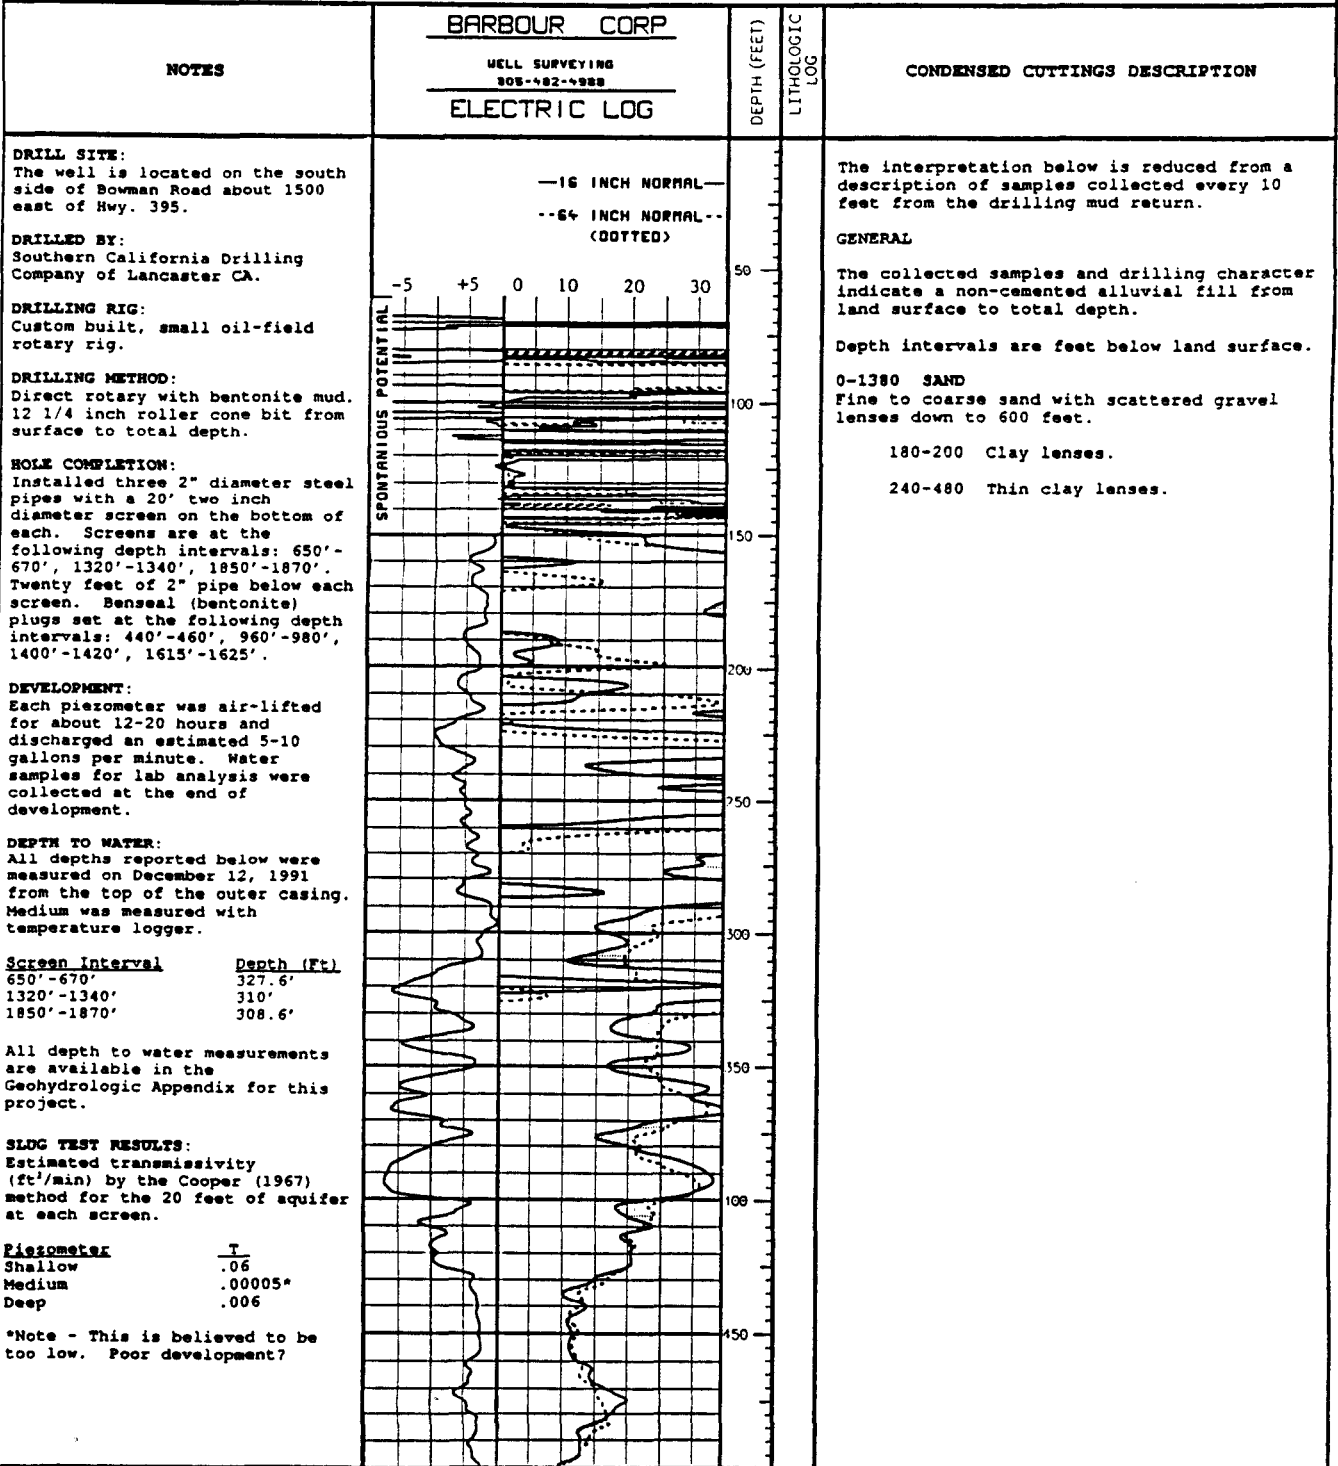 NOTES
BARBOUR CORP
WELL SURVEYING
805-482-4988
ELECTRIC LOG
DEPTH (FEET)
LITHOLOGIC LOG
CONDENSED CUTTINGS DESCRIPTION
DRILL SITE:
The well is located on the south
side of Bowman Road about 1500
east of Hwy. 395.
DRILLED BY:
Southern California Drilling
Company of Lancaster CA.
DRILLING RIG:
Custom built, small oil-field
rotary rig.
DRILLING METHOD:
Direct rotary with bentonite mud.
12 1/4 inch roller cone bit from
surface to total depth.
HOLE COMPLETION:
Installed three 2" diameter steel
pipes with a 20' two inch
diameter screen on the bottom of
each. Screens are at the
following depth intervals: 650'-
670', 1320'-1340', 1850'-1870'.
Twenty feet of 2" pipe below each
screen. Benseal (bentonite)
plugs set at the following depth
intervals: 440'-460', 960'-980',
1400'-1420', 1615'-1625'.
DEVELOPMENT:
Each piezometer was air-lifted
for about 12-20 hours and
discharged an estimated 5-10
gallons per minute. Water
samples for lab analysis were
collected at the end of
development.
DEPTH TO WATER:
All depths reported below were
measured on December 12, 1991
from the top of the outer casing.
Medium was measured with
temperature logger.
Screen Interval Depth (Ft)
650'-670' 327.6'
1320'-1340' 310'
1850'-1870' 308.6'
All depth to water measurements
are available in the
Geohydrologic Appendix for this
project.
SLUG TEST RESULTS:
Estimated transmissivity
(ft²/min) by the Cooper (1967)
method for the 20 feet of aquifer
at each screen.
Piezometer T
Shallow .06
Medium .00005*
Deep .006
*Note - This is believed to be
too low. Poor development?
—16 INCH NORMAL—
--64 INCH NORMAL--
(DOTTED)
-5 +5 0 10 20 30
SPONTANIOUS POTENTIAL
50
100
150
200
250
300
350
400
450
The interpretation below is reduced from a
description of samples collected every 10
feet from the drilling mud return.
GENERAL
The collected samples and drilling character
indicate a non-cemented alluvial fill from
land surface to total depth.
Depth intervals are feet below land surface.
0-1380 SAND
Fine to coarse sand with scattered gravel
lenses down to 600 feet.
180-200 Clay lenses.
240-480 Thin clay lenses.